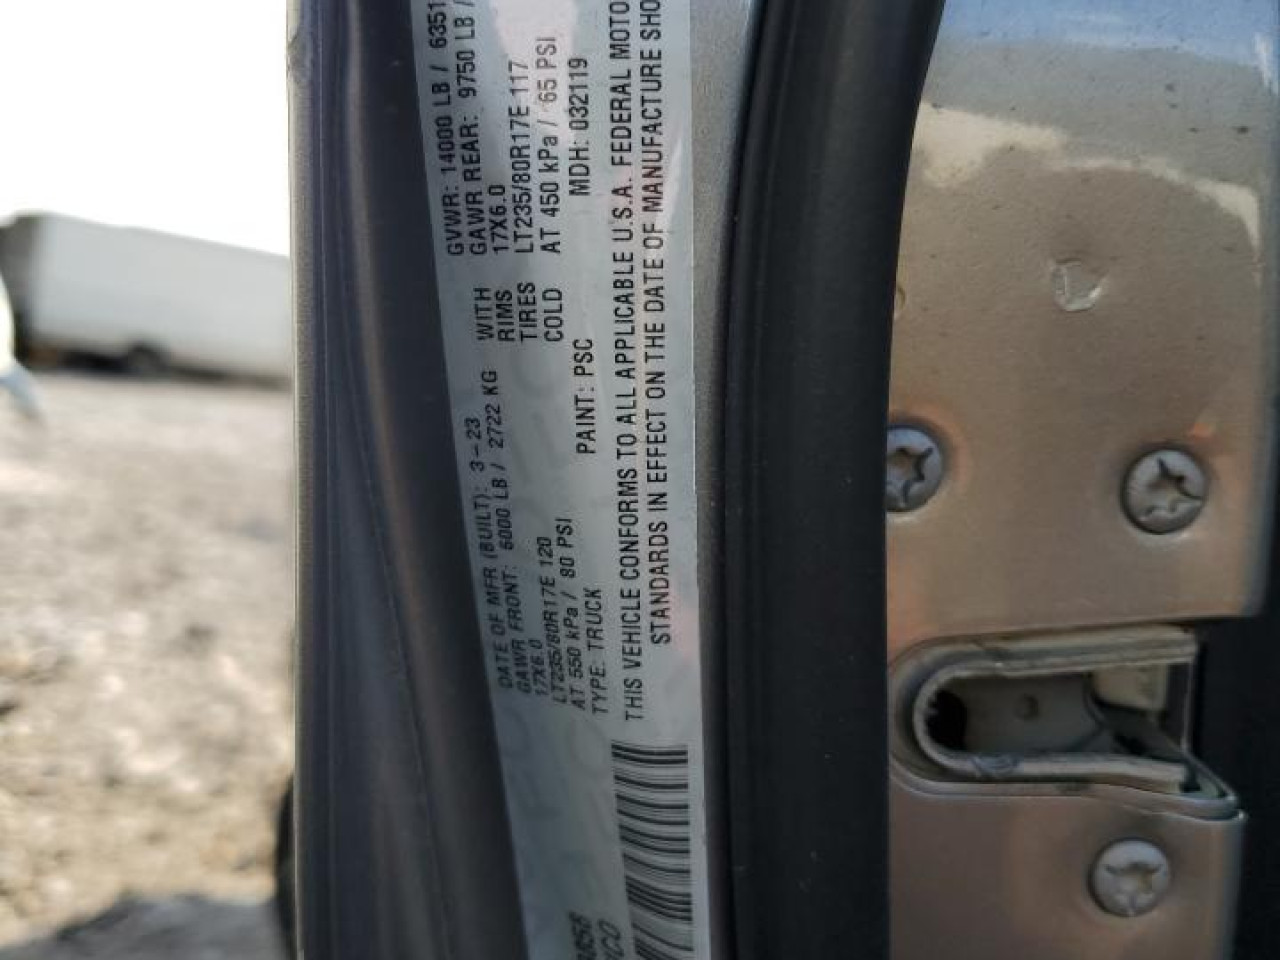 DATE OF MFR (BUILT): 3-23 GVWR: 14000 LB / 6351
GAWR FRONT: 6000 LB / 2722 KG WITH GAWR REAR: 9750 LB /
17X6.0 RIMS 17X6.0
LT235/80R17E 120 TIRES LT235/80R17E 117
AT 550 kPa / 80 PSI COLD AT 450 kPa / 65 PSI
TYPE: TRUCK PAINT: PSC MDH: 032119
THIS VEHICLE CONFORMS TO ALL APPLICABLE U.S.A. FEDERAL MOTO
STANDARDS IN EFFECT ON THE DATE OF MANUFACTURE SHO